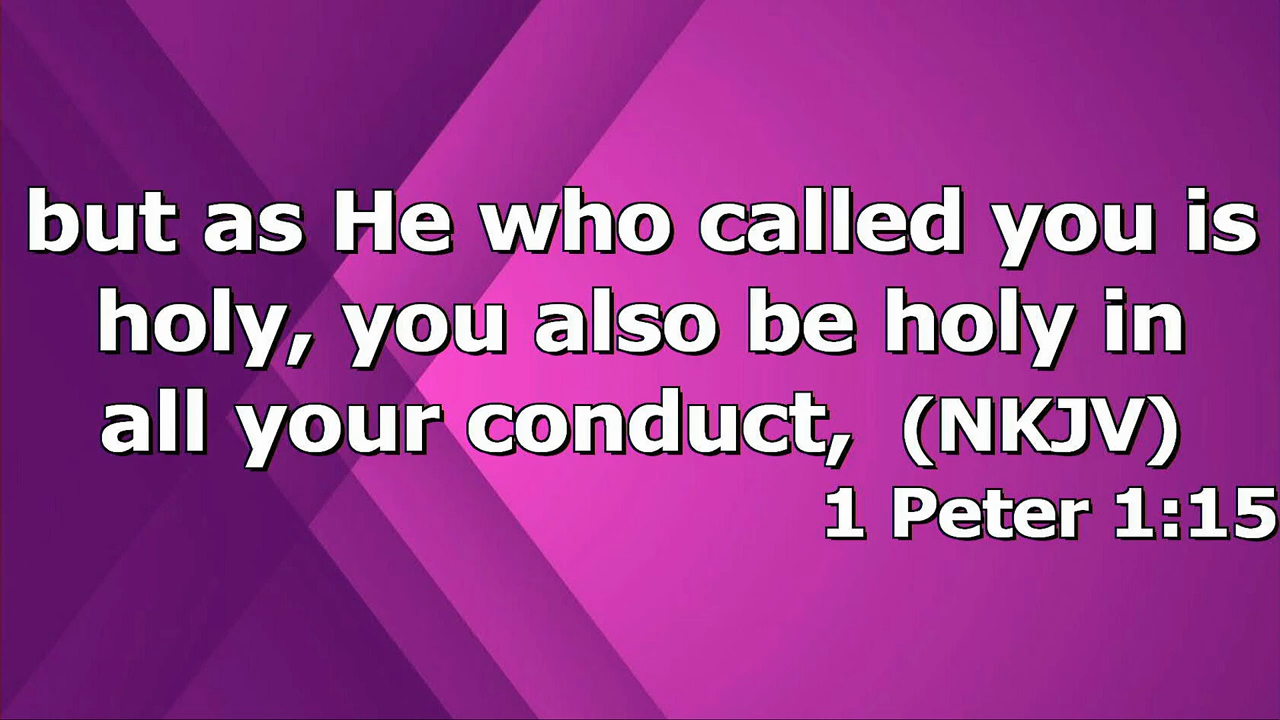 but as He who called you is
holy, you also be holy in
all your conduct, (NKJV)
1 Peter 1:15